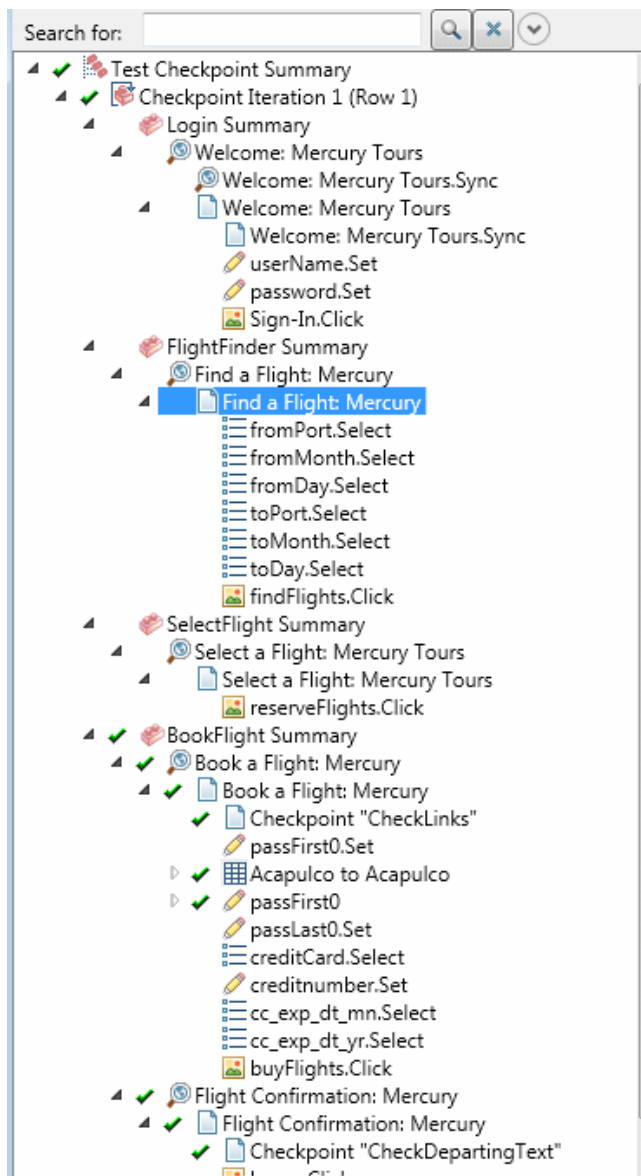 Search for:
Test Checkpoint Summary
Checkpoint Iteration 1 (Row 1)
Login Summary
Welcome: Mercury Tours
Welcome: Mercury Tours.Sync
Welcome: Mercury Tours
Welcome: Mercury Tours.Sync
userName.Set
password.Set
Sign-In.Click
FlightFinder Summary
Find a Flight: Mercury
Find a Flight: Mercury
fromPort.Select
fromMonth.Select
fromDay.Select
toPort.Select
toMonth.Select
toDay.Select
findFlights.Click
SelectFlight Summary
Select a Flight: Mercury Tours
Select a Flight: Mercury Tours
reserveFlights.Click
BookFlight Summary
Book a Flight: Mercury
Book a Flight: Mercury
Checkpoint "CheckLinks"
passFirst0.Set
Acapulco to Acapulco
passFirst0
passLast0.Set
creditCard.Select
creditnumber.Set
cc_exp_dt_mn.Select
cc_exp_dt_yr.Select
buyFlights.Click
Flight Confirmation: Mercury
Flight Confirmation: Mercury
Checkpoint "CheckDepartingText"